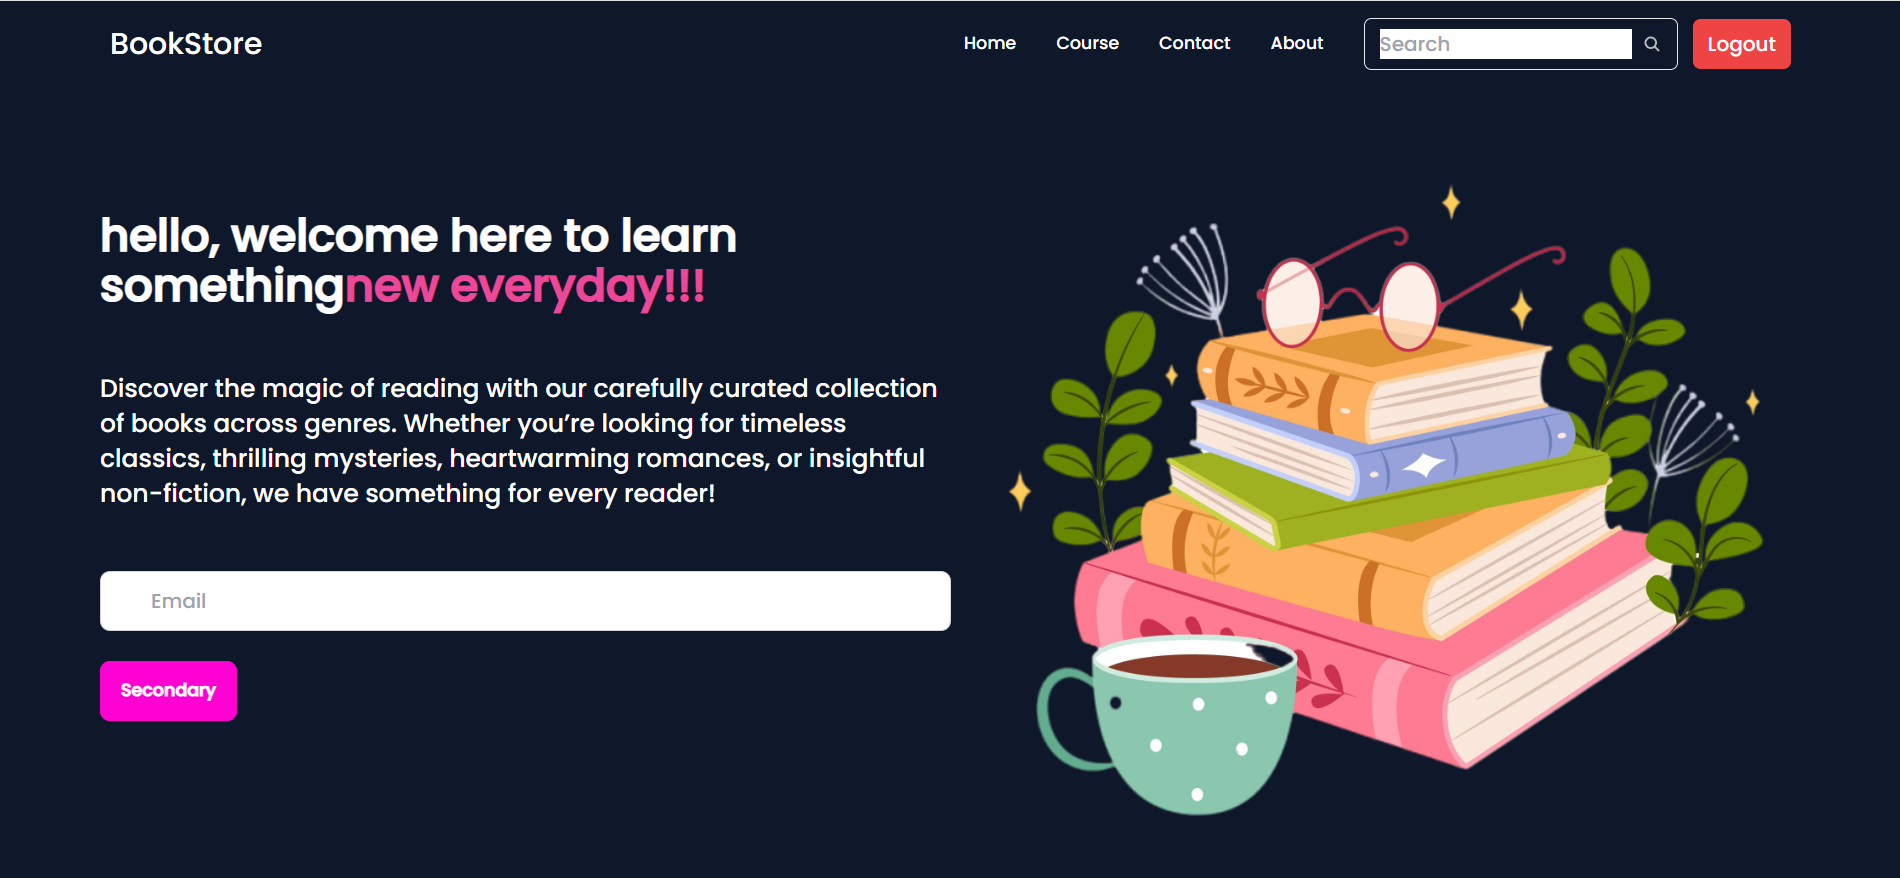 BookStore
Home Course Contact About Search Logout
hello, welcome here to learn
somethingnew everyday!!!
Discover the magic of reading with our carefully curated collection
of books across genres. Whether you’re looking for timeless
classics, thrilling mysteries, heartwarming romances, or insightful
non-fiction, we have something for every reader!
Email
Secondary